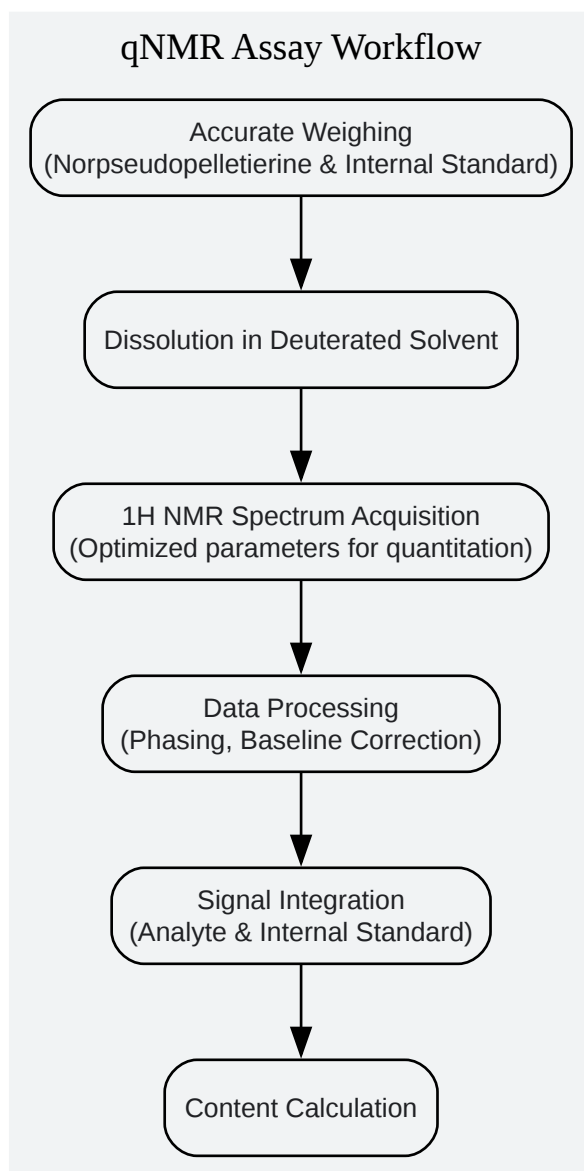 qNMR Assay Workflow
Accurate Weighing
(Norpseudopelletierine & Internal Standard)
Dissolution in Deuterated Solvent
1H NMR Spectrum Acquisition
(Optimized parameters for quantitation)
Data Processing
(Phasing, Baseline Correction)
Signal Integration
(Analyte & Internal Standard)
Content Calculation